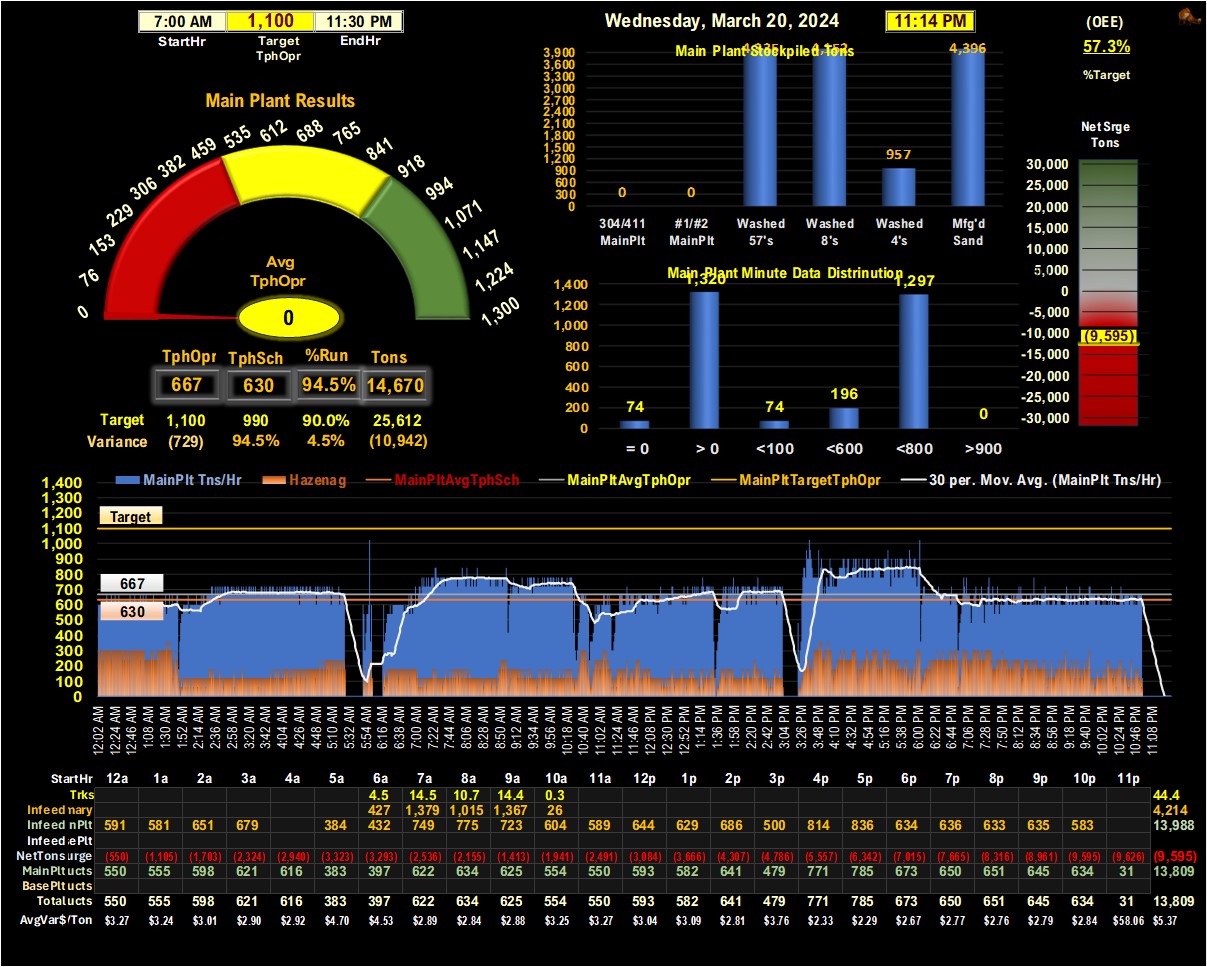 7:00 AM 1,100 11:30 PM
StartHr Target TphOpr EndHr
Wednesday, March 20, 2024 11:14 PM
(OEE)
57.3%
%Target
Main Plant Results
0 76 153 229 306 382 459 535 612 688 765 841 918 994 1,071 1,147 1,224 1,300
Avg
TphOpr
0
TphOpr TphSch %Run Tons
667 630 94.5% 14,670
Target 1,100 990 90.0% 25,612
Variance (729) 94.5% 4.5% (10,942)
Main Plant Stockpiled Tons
3,900
3,600
3,300
3,000
2,700
2,400
2,100
1,800
1,500
1,200
900
600
300
0
0 0 957 4,396
304/411 #1/#2 Washed Washed Washed Mfg'd
MainPlt MainPlt 57's 8's 4's Sand
Main Plant Minute Data Distrinution
1,400
1,200
1,000
800
600
400
200
0
74 1,320 74 196 1,297 0
= 0 > 0 <100 <600 <800 >900
Net Srge
Tons
30,000
25,000
20,000
15,000
10,000
5,000
0
-5,000
-10,000
-15,000
-20,000
-25,000
-30,000
(9,595)
MainPlt Tns/Hr Hazenag MainPltAvgTphSch MainPltAvgTphOpr MainPltTargetTphOpr 30 per. Mov. Avg. (MainPlt Tns/Hr)
1,400
1,300
1,200
1,100
1,000
900
800
700
600
500
400
300
200
100
0
Target
667
630
12:02 AM 12:24 AM 12:46 AM 1:08 AM 1:30 AM 1:52 AM 2:14 AM 2:36 AM 2:58 AM 3:20 AM 3:42 AM 4:04 AM 4:26 AM 4:48 AM 5:10 AM 5:32 AM 5:54 AM 6:16 AM 6:38 AM 7:00 AM 7:22 AM 7:44 AM 8:06 AM 8:28 AM 8:50 AM 9:12 AM 9:34 AM 9:56 AM 10:18 AM 10:40 AM 11:02 AM 11:24 AM 11:46 AM 12:08 PM 12:30 PM 12:52 PM 1:14 PM 1:36 PM 1:58 PM 2:20 PM 2:42 PM 3:04 PM 3:26 PM 3:48 PM 4:10 PM 4:32 PM 4:54 PM 5:16 PM 5:38 PM 6:00 PM 6:22 PM 6:44 PM 7:06 PM 7:28 PM 7:50 PM 8:12 PM 8:34 PM 8:56 PM 9:18 PM 9:40 PM 10:02 PM 10:24 PM 10:46 PM 11:08 PM
StartHr 12a 1a 2a 3a 4a 5a 6a 7a 8a 9a 10a 11a 12p 1p 2p 3p 4p 5p 6p 7p 8p 9p 10p 11p
Trks 4.5 14.5 10.7 14.4 0.3 44.4
Infeed nary 427 1,379 1,015 1,367 26 4,214
Infeed nPlt 591 581 651 679 384 432 749 775 723 604 589 644 629 686 500 814 836 634 636 633 635 583 13,988
Infeed ePlt
NetTons urge (550) (1,105) (1,703) (2,324) (2,940) (3,323) (3,293) (2,536) (2,155) (1,413) (1,941) (2,491) (3,084) (3,666) (4,307) (4,786) (5,557) (6,342) (7,015) (7,665) (8,316) (8,961) (9,595) (9,626) (9,595)
MainPl ucts 550 555 598 621 616 383 397 622 634 625 554 550 593 582 641 479 771 785 673 650 651 645 634 31 13,809
BasePlt ucts
Total ucts 550 555 598 621 616 383 397 622 634 625 554 550 593 582 641 479 771 785 673 650 651 645 634 31 13,809
AvgVar$/Ton $3.27 $3.24 $3.01 $2.90 $2.92 $4.70 $4.53 $2.89 $2.84 $2.88 $3.25 $3.27 $3.04 $3.09 $2.81 $3.76 $2.33 $2.29 $2.67 $2.77 $2.76 $2.79 $2.84 $58.06 $5.37